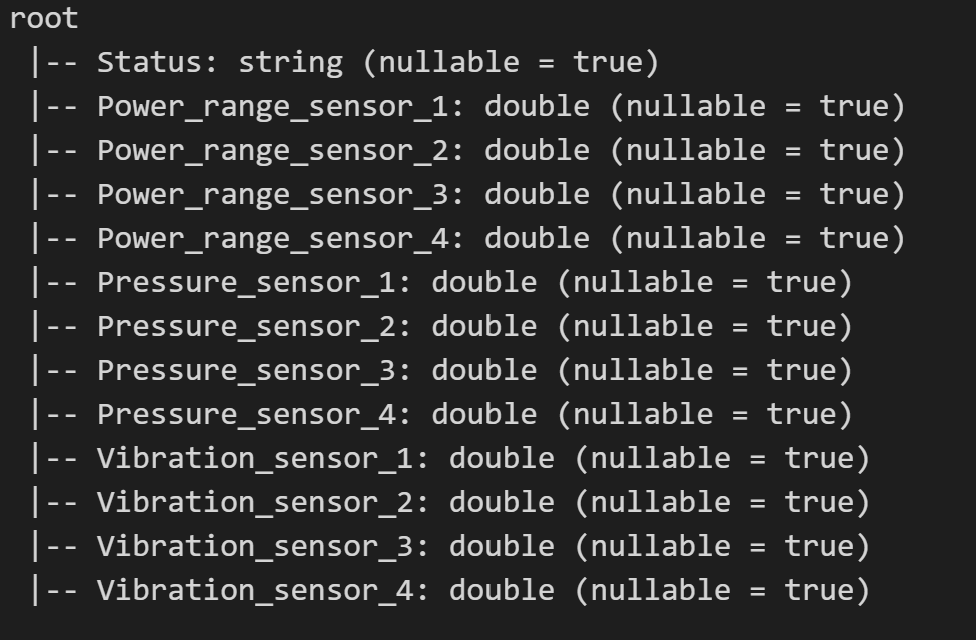 root
 |-- Status: string (nullable = true)
 |-- Power_range_sensor_1: double (nullable = true)
 |-- Power_range_sensor_2: double (nullable = true)
 |-- Power_range_sensor_3: double (nullable = true)
 |-- Power_range_sensor_4: double (nullable = true)
 |-- Pressure_sensor_1: double (nullable = true)
 |-- Pressure_sensor_2: double (nullable = true)
 |-- Pressure_sensor_3: double (nullable = true)
 |-- Pressure_sensor_4: double (nullable = true)
 |-- Vibration_sensor_1: double (nullable = true)
 |-- Vibration_sensor_2: double (nullable = true)
 |-- Vibration_sensor_3: double (nullable = true)
 |-- Vibration_sensor_4: double (nullable = true)